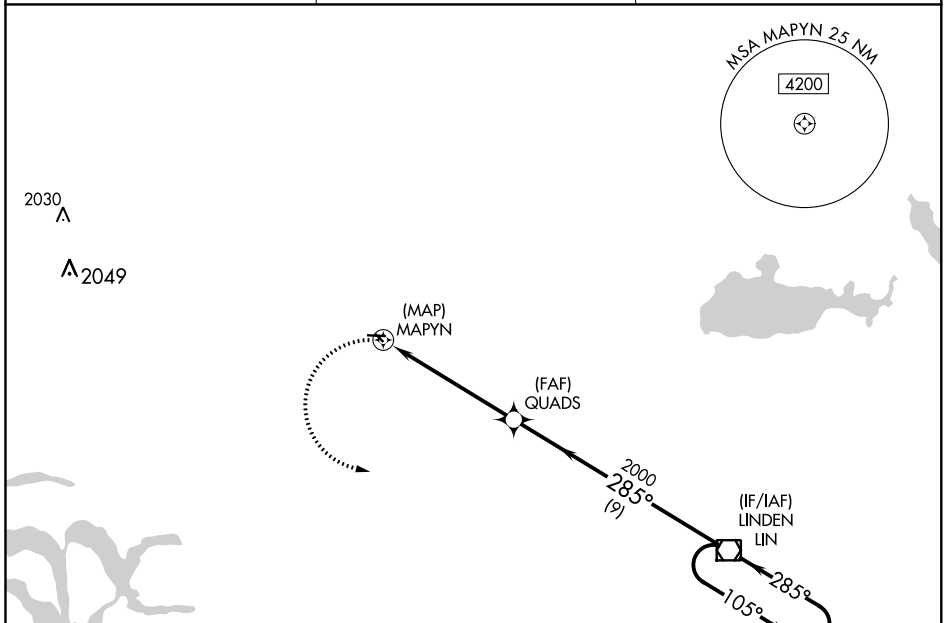 MSA MAPYN 25 NM
4200
2030
2049
(MAP)
MAPYN
(FAF)
QUADS
2000
285°
(9)
(IF/IAF)
LINDEN
LIN
285°
105°